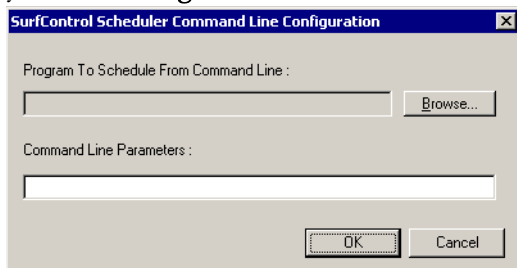 SurfControl Scheduler Command Line Configuration
Program To Schedule From Command Line :
Browse...
Command Line Parameters :
OK Cancel